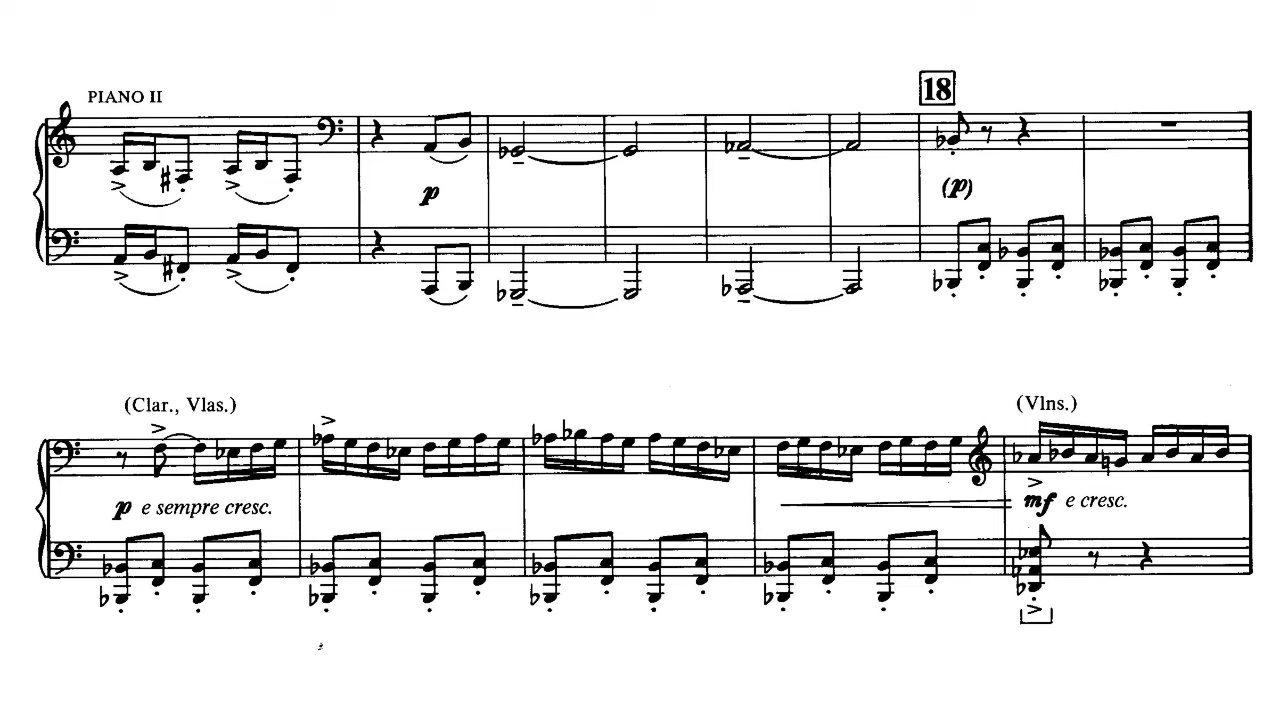 18
PIANO II
p
(p)
(Clar., Vlas.)
(Vlns.)
p e sempre cresc.
mf e cresc.